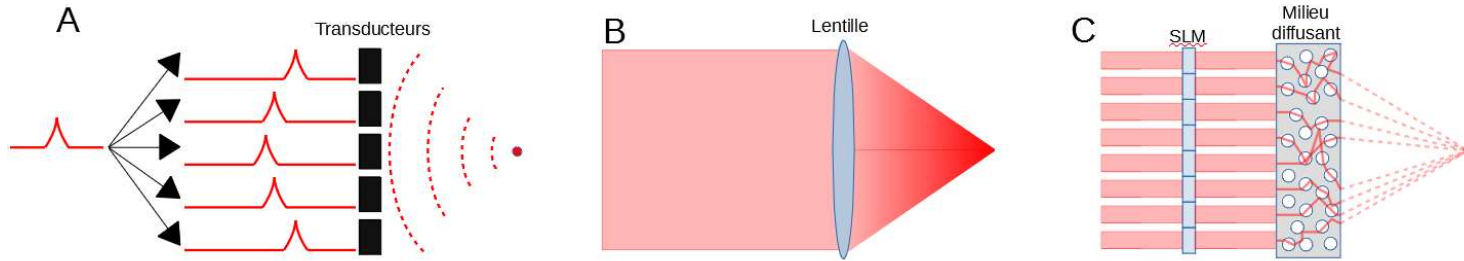 A
Transducteurs
B
Lentille
C
SLM
Milieu
diffusant